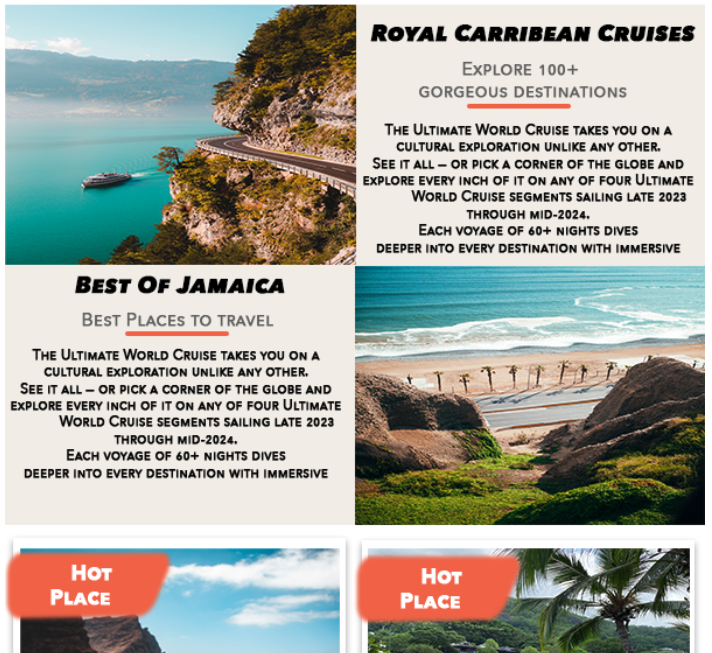 Royal Carribean Cruises
Explore 100+
gorgeous destinations
The Ultimate World Cruise takes you on a
cultural exploration unlike any other.
See it all – or pick a corner of the globe and
explore every inch of it on any of four Ultimate
World Cruise segments sailing late 2023
through mid-2024.
Each voyage of 60+ nights dives
deeper into every destination with immersive
Best Of Jamaica
Best Places to travel
The Ultimate World Cruise takes you on a
cultural exploration unlike any other.
See it all – or pick a corner of the globe and
explore every inch of it on any of four Ultimate
World Cruise segments sailing late 2023
through mid-2024.
Each voyage of 60+ nights dives
deeper into every destination with immersive
Hot
Place
Hot
Place